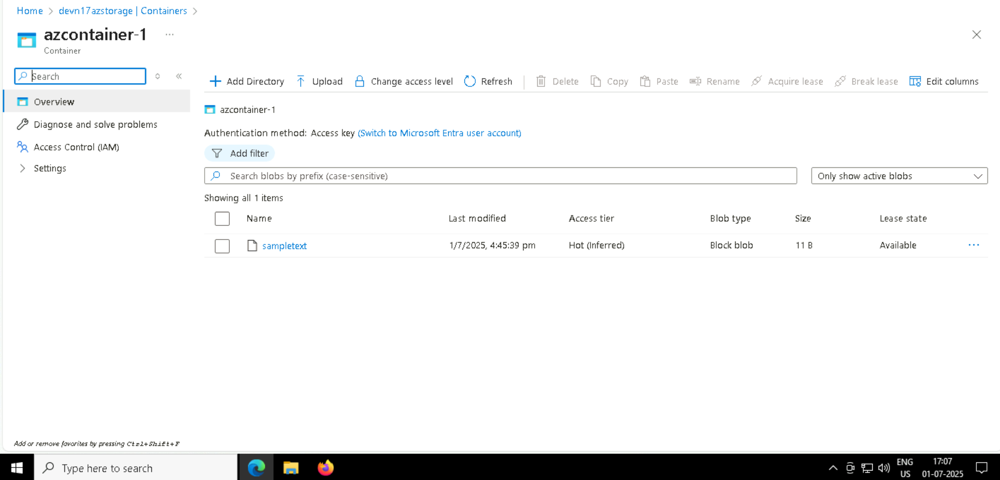 Home > devn17azstorage | Containers >
azcontainer-1 ...
Container
Search
Overview
Diagnose and solve problems
Access Control (IAM)
Settings
Add Directory Upload Change access level Refresh Delete Copy Paste Rename Acquire lease Break lease Edit columns
azcontainer-1
Authentication method: Access key (Switch to Microsoft Entra user account)
Add filter
Search blobs by prefix (case-sensitive) Only show active blobs
Showing all 1 items
Name Last modified Access tier Blob type Size Lease state
sampletext 1/7/2025, 4:45:39 pm Hot (Inferred) Block blob 11 B Available ...
Add or remove favorites by pressing Ctrl+Shift+F
Type here to search
ENG 17:07
US 01-07-2025